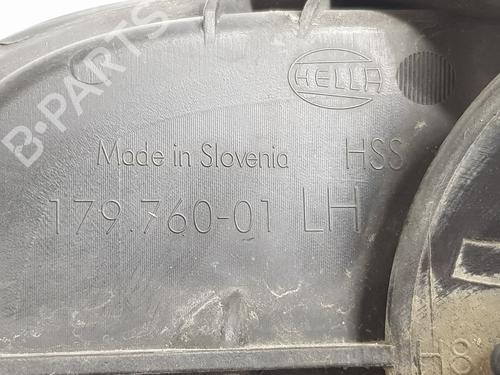 B-PARTS
HELLA
Made in Slovenia HSS
179.760-01 LH
H8